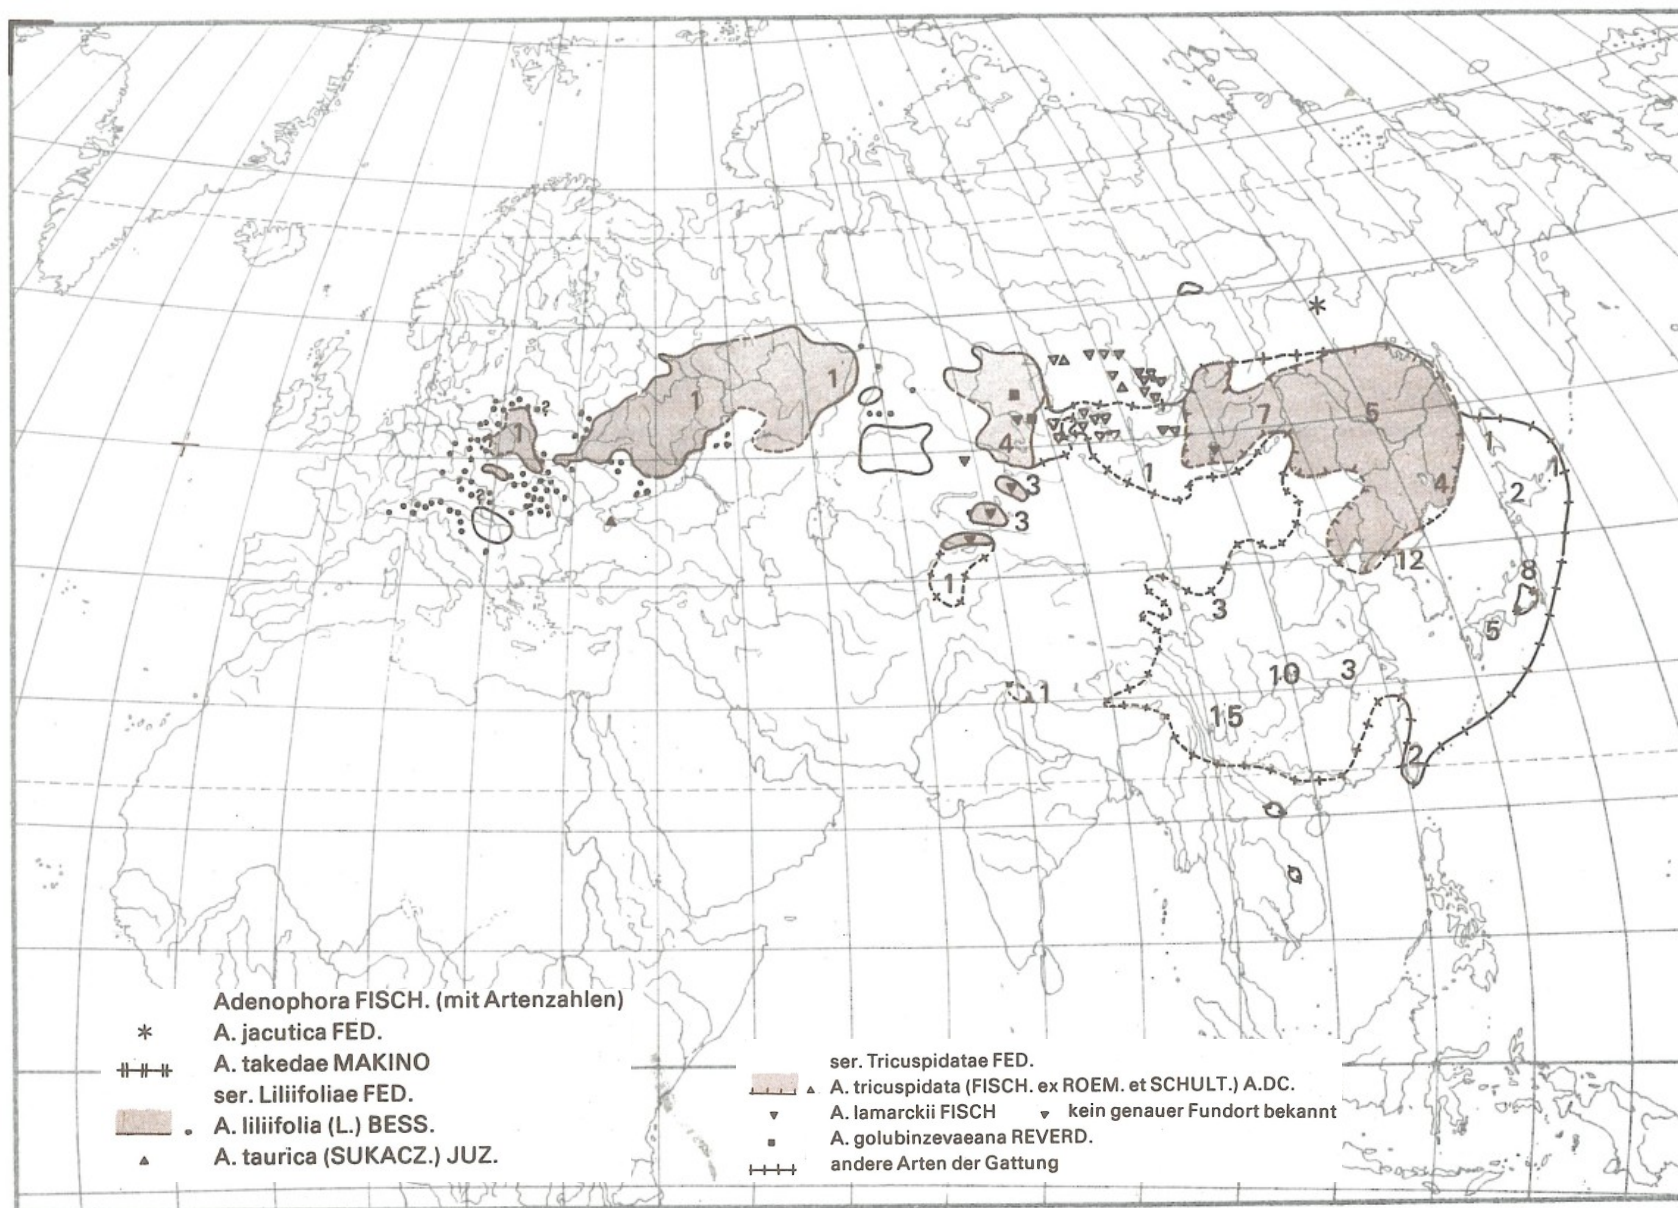 1
1
1
?
?
4
3
3
1
1
1
7
5
4
1
1
2
12
8
5
3
10
3
15
2
Adenophora FISCH. (mit Artenzahlen)
A. jacutica FED.
A. takedae MAKINO
ser. Liliifoliae FED.
A. liliifolia (L.) BESS.
A. taurica (SUKACZ.) JUZ.
ser. Tricuspidatae FED.
A. tricuspidata (FISCH. ex ROEM. et SCHULT.) A.DC.
A. lamarckii FISCH kein genauer Fundort bekannt
A. golubinzevaeana REVERD.
andere Arten der Gattung